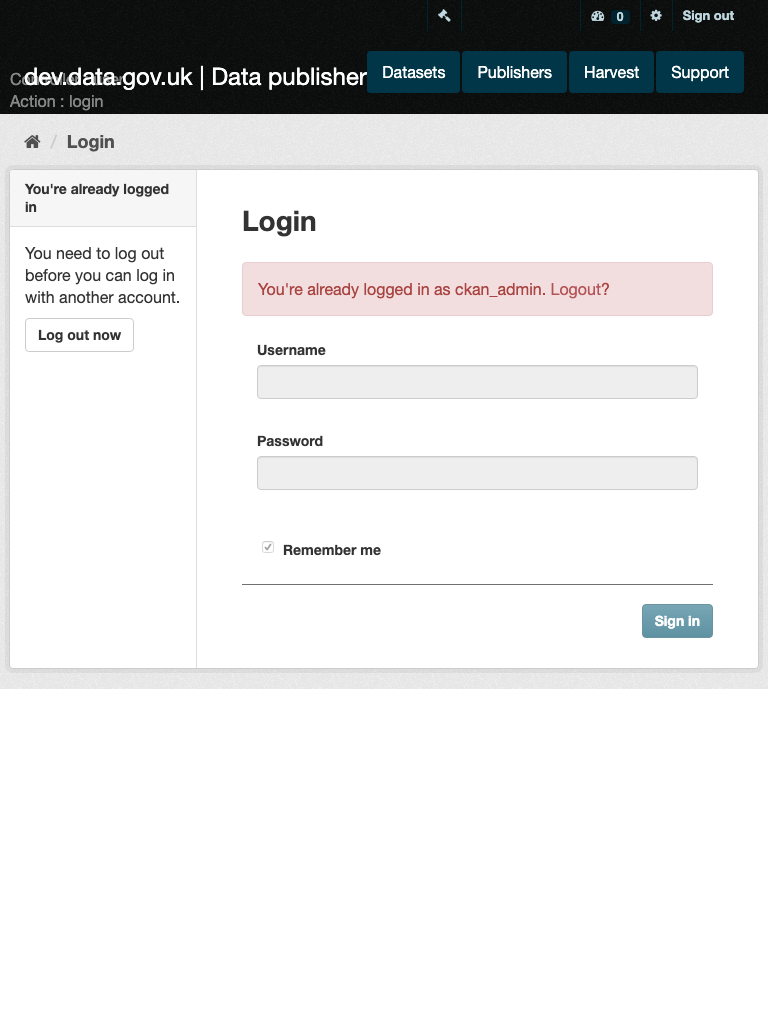 0 Sign out
dev.data.gov.uk | Data publisher
Datasets Publishers Harvest Support
Action : login
/ Login
You're already logged
in
You need to log out
before you can log in
with another account.
Log out now
Login
You're already logged in as ckan_admin. Logout?
Username
Password
Remember me
Sign in